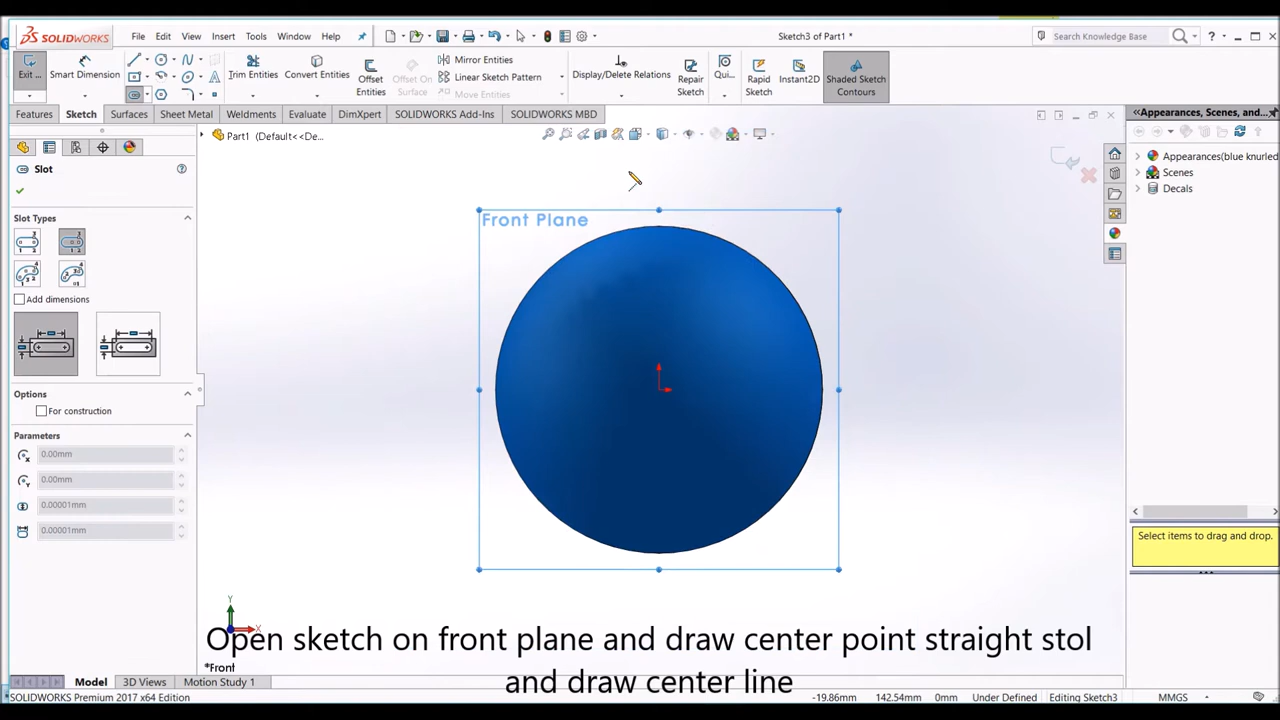 SOLIDWORKS File Edit View Insert Tools Window Help Sketch3 of Part1 * Search Knowledge Base
Exit ... Smart Dimension Trim Entities Convert Entities Offset Entities Offset On Surface Mirror Entities Linear Sketch Pattern Move Entities Display/Delete Relations Repair Sketch Qui... Rapid Sketch Instant2D Shaded Sketch Contours
Features Sketch Surfaces Sheet Metal Weldments Evaluate DimXpert SOLIDWORKS Add-Ins SOLIDWORKS MBD
Appearances, Scenes, and...
Part1 (Default<<De...
Slot
Appearances(blue knurled
Scenes
Decals
Slot Types
Front Plane
Add dimensions
Options
For construction
Parameters
0.00mm
0.00mm
0.00001mm
0.00001mm
Select items to drag and drop.
Y
X
Open sketch on front plane and draw center point straight stol
and draw center line
*Front
Model 3D Views Motion Study 1
SOLIDWORKS Premium 2017 x64 Edition -19.86mm 142.54mm 0mm Under Defined Editing Sketch3 MMGS